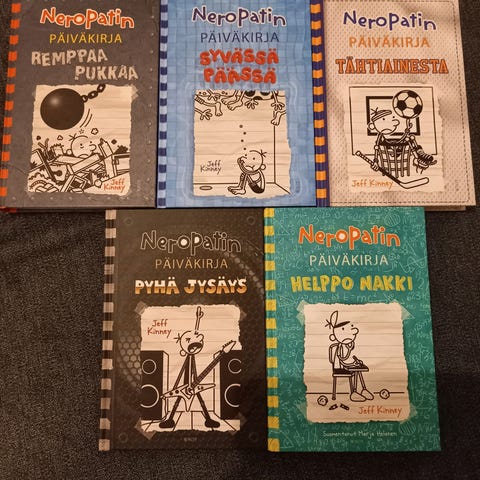 Neropatin
PÄIVÄKIRJA
REMPPAA
PUKKAA
Jeff
Kinney
Neropatin
PÄIVÄKIRJA
SYVÄSSÄ
PÄÄSSÄ
Jeff
Kinney
Neropatin
PÄIVÄKIRJA
TÄHTIAINESTA
Jeff Kinney
Neropatin
PÄIVÄKIRJA
PYHÄ JYSÄYS
Jeff
Kinney
WSOY
Neropatin
PÄIVÄKIRJA
HELPPO NAKKI
Jeff Kinney
Suomentanut Marja Helanen